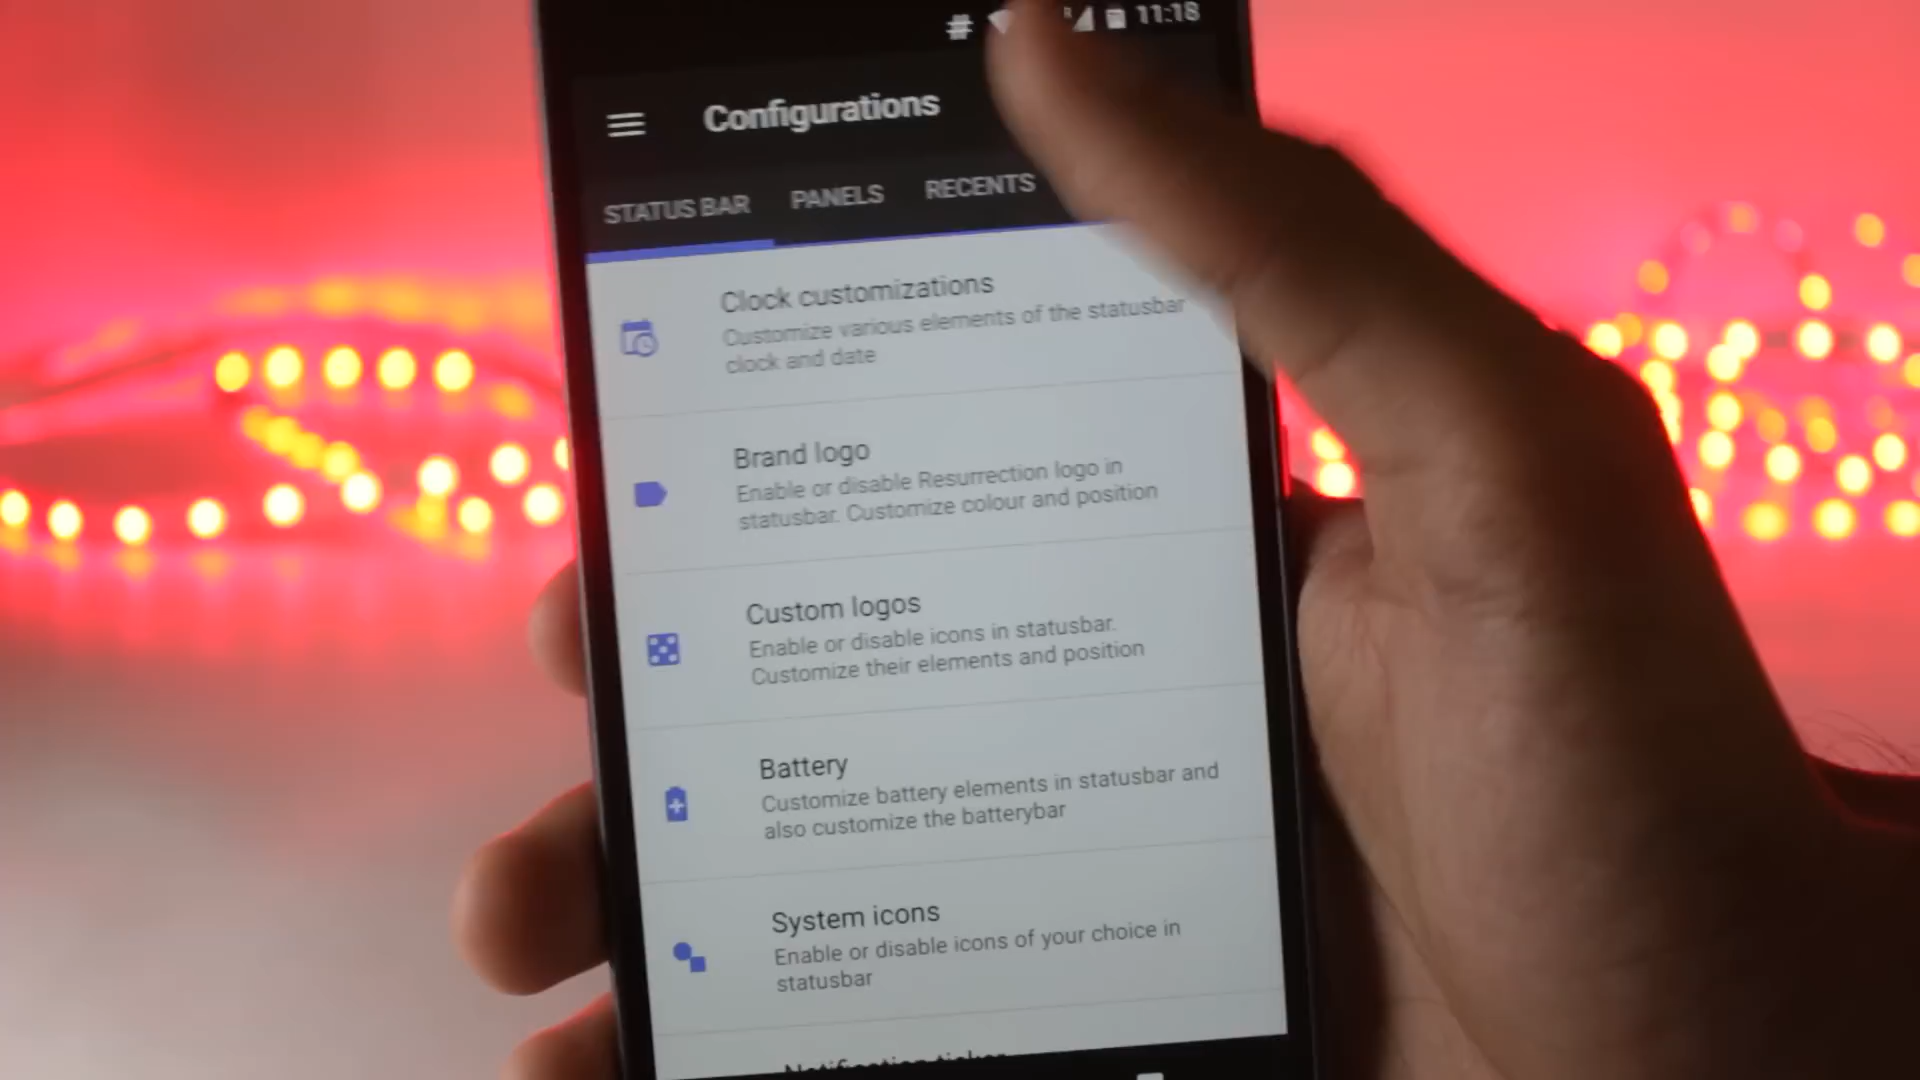 # R 11:18
Configurations
STATUS BAR PANELS RECENTS
Clock customizations
Customize various elements of the statusbar
clock and date
Brand logo
Enable or disable Resurrection logo in
statusbar. Customize colour and position
Custom logos
Enable or disable icons in statusbar.
Customize their elements and position
Battery
Customize battery elements in statusbar and
also customize the batterybar
System icons
Enable or disable icons of your choice in
statusbar
Notification ticker